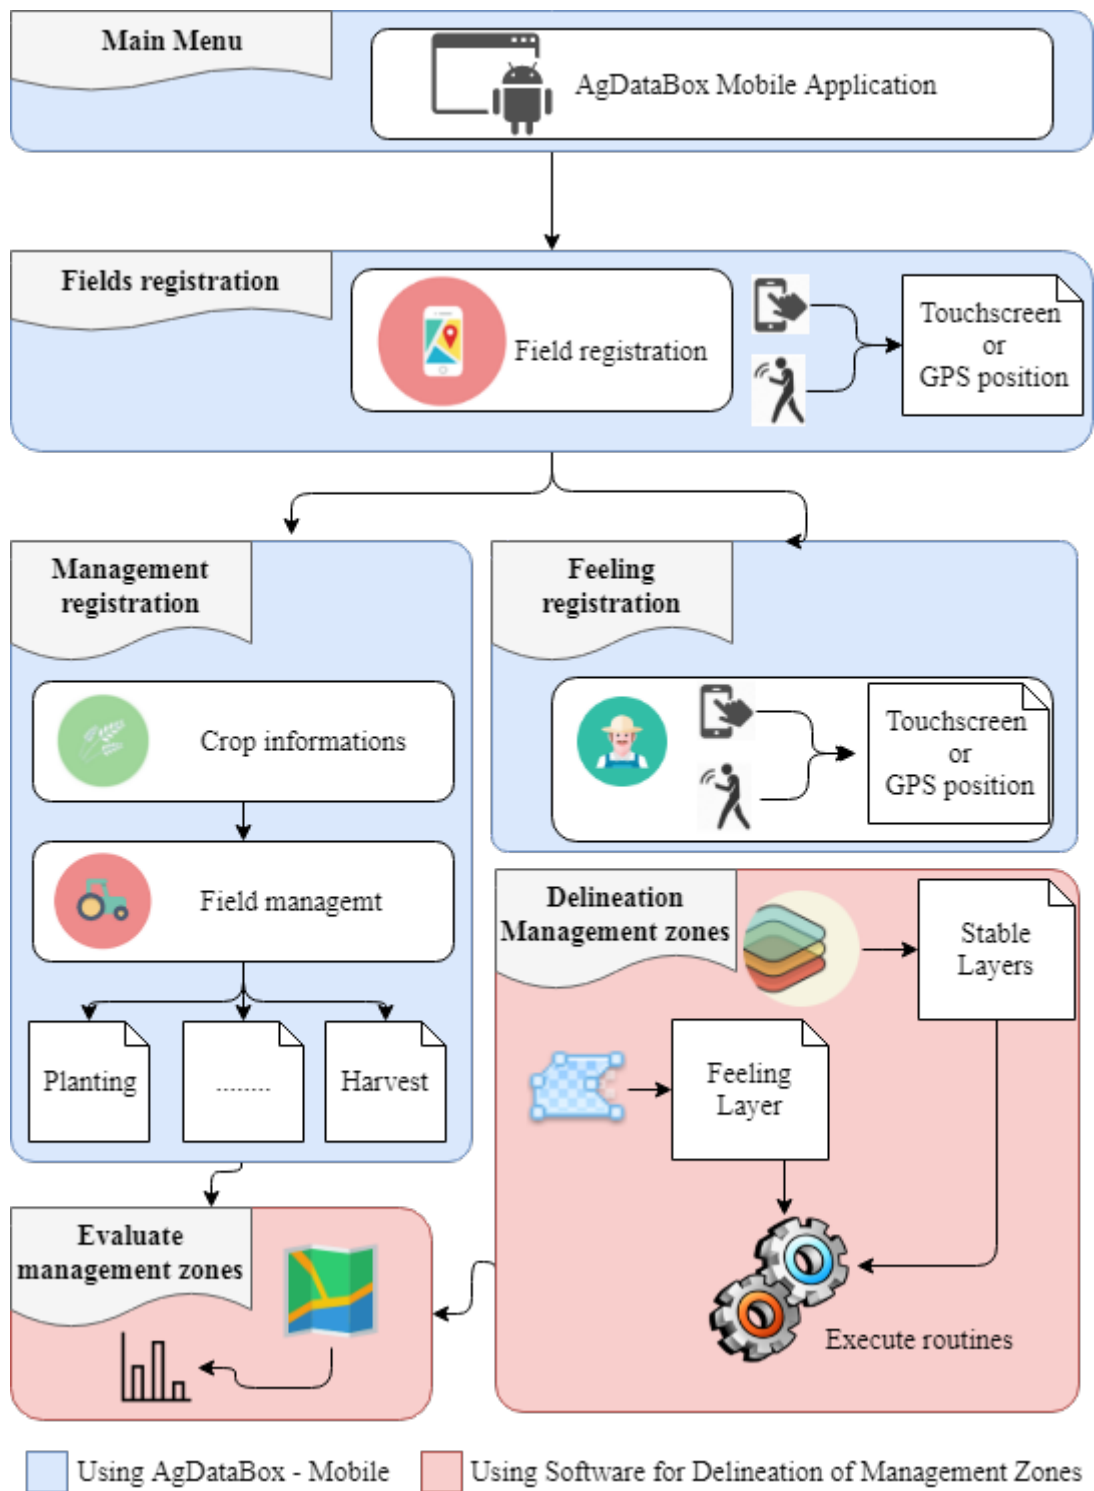 Main Menu
AgDataBox Mobile Application
Fields registration
Field registration
Touchscreen
or
GPS position
Management
registration
Crop informations
Field managemt
Planting
........
Harvest
Feeling
registration
Touchscreen
or
GPS position
Delineation
Management zones
Stable
Layers
Feeling
Layer
Execute routines
Evaluate
management zones
Using AgDataBox - Mobile
Using Software for Delineation of Management Zones